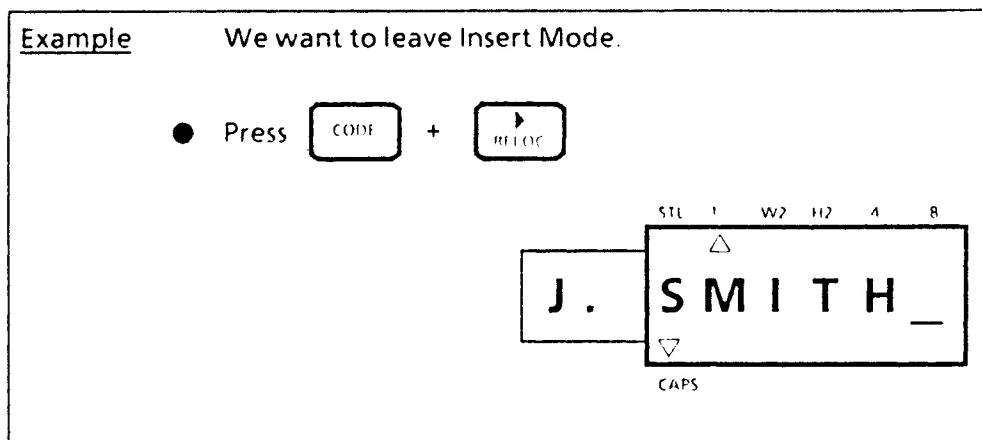 Example We want to leave Insert Mode.
● Press CODE + RELOC
STL 1 W2 H2 4 8
J. SMITH_
CAPS